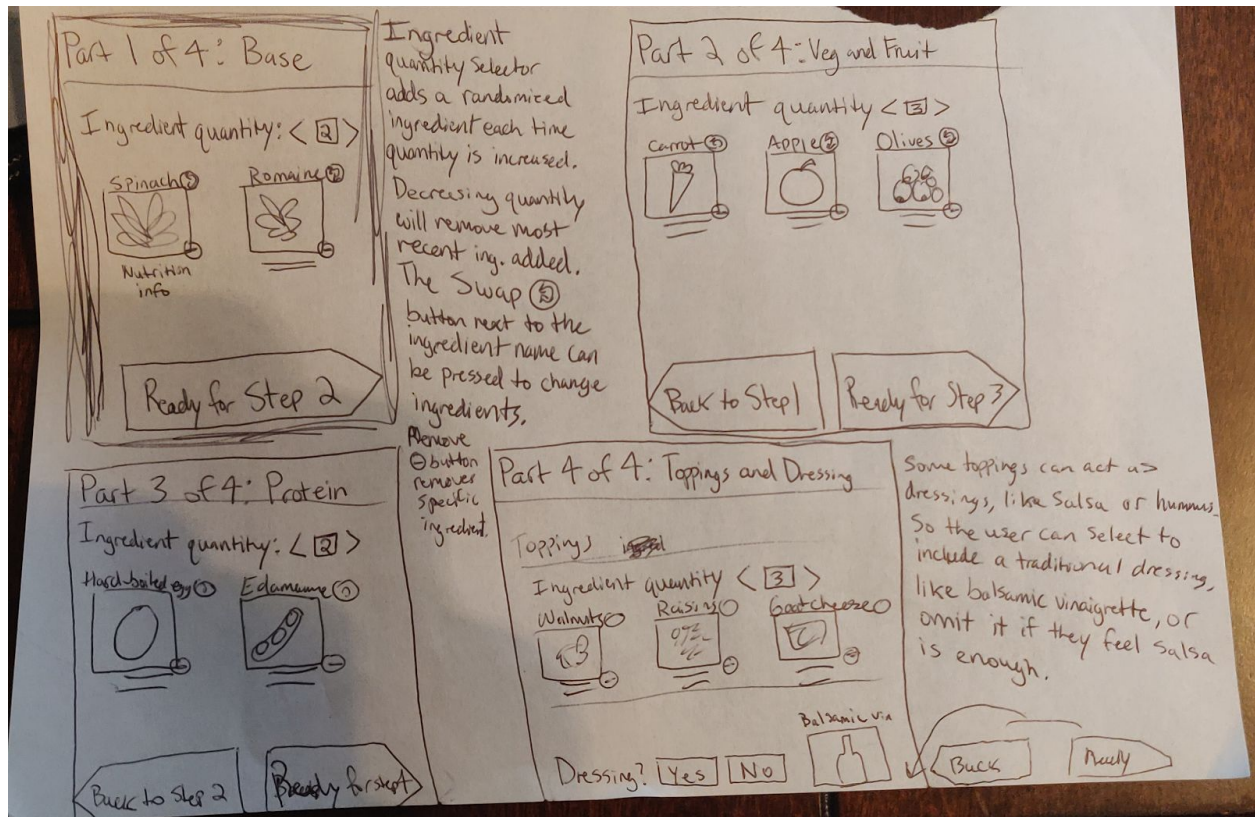 Part 1 of 4: Base
Ingredient quantity: < 2 >
Spinach
Romaine
Nutrition
info
Ready for Step 2
Ingredient
quantity selector
adds a randomized
ingredient each time
quantity is increased.
Decreasing quantity
will remove most
recent ing. added.
The Swap
button next to the
ingredient name can
be pressed to change
ingredients.
Remove
button
remover
specific
ingredient.
Part 2 of 4: Veg and Fruit
Ingredient quantity < 3 >
Carrot
Apple
Olives
Back to Step 1
Ready for Step 3
Part 3 of 4: Protein
Ingredient quantity: < 2 >
Hard-boiled egg
Edamame
Back to Step 2
Ready for step 4
Part 4 of 4: Toppings and Dressing
Toppings
Ingredient quantity < 3 >
Walnuts
Raisins
Goat cheese
Dressing? Yes No
Balsamic vin
Some toppings can act as
dressings, like Salsa or hummus.
So the user can select to
include a traditional dressing,
like balsamic vinaigrette, or
omit it if they feel salsa
is enough.
Back
Ready